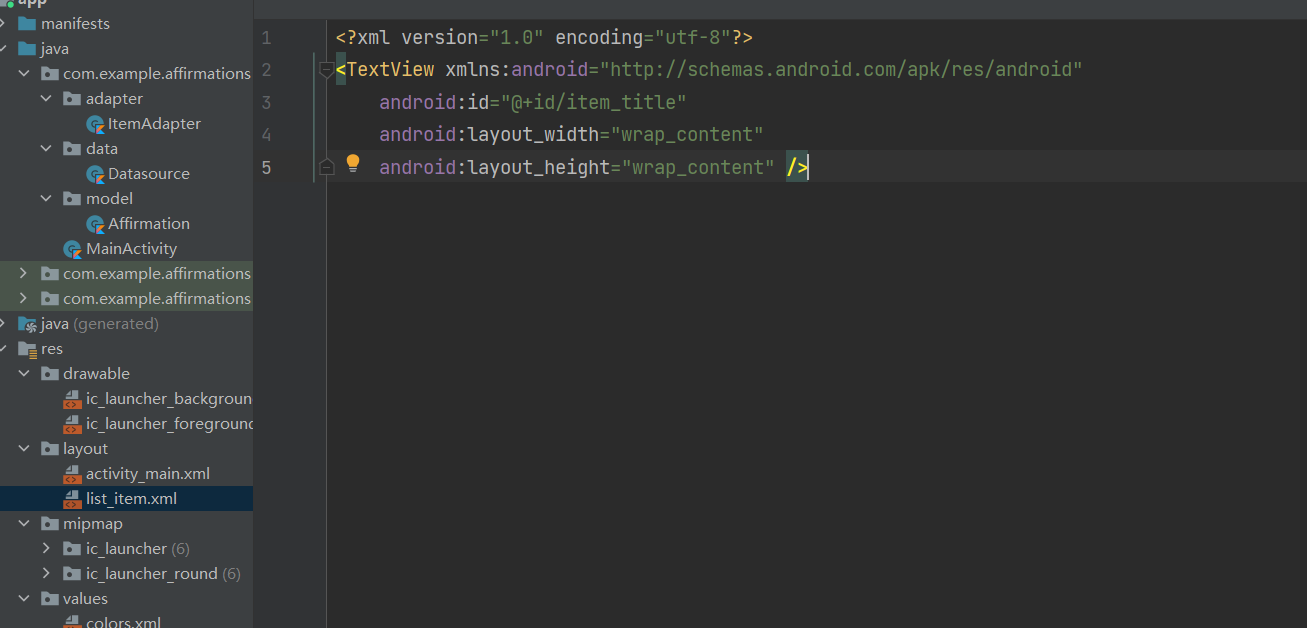 app
manifests
java
com.example.affirmations
adapter
ItemAdapter
data
Datasource
model
Affirmation
MainActivity
com.example.affirmations
com.example.affirmations
java (generated)
res
drawable
ic_launcher_backgroun
ic_launcher_foreground
layout
activity_main.xml
list_item.xml
mipmap
ic_launcher (6)
ic_launcher_round (6)
values
colors.xml
1 <?xml version="1.0" encoding="utf-8"?>
2 <TextView xmlns:android="http://schemas.android.com/apk/res/android"
3 android:id="@+id/item_title"
4 android:layout_width="wrap_content"
5 android:layout_height="wrap_content" />